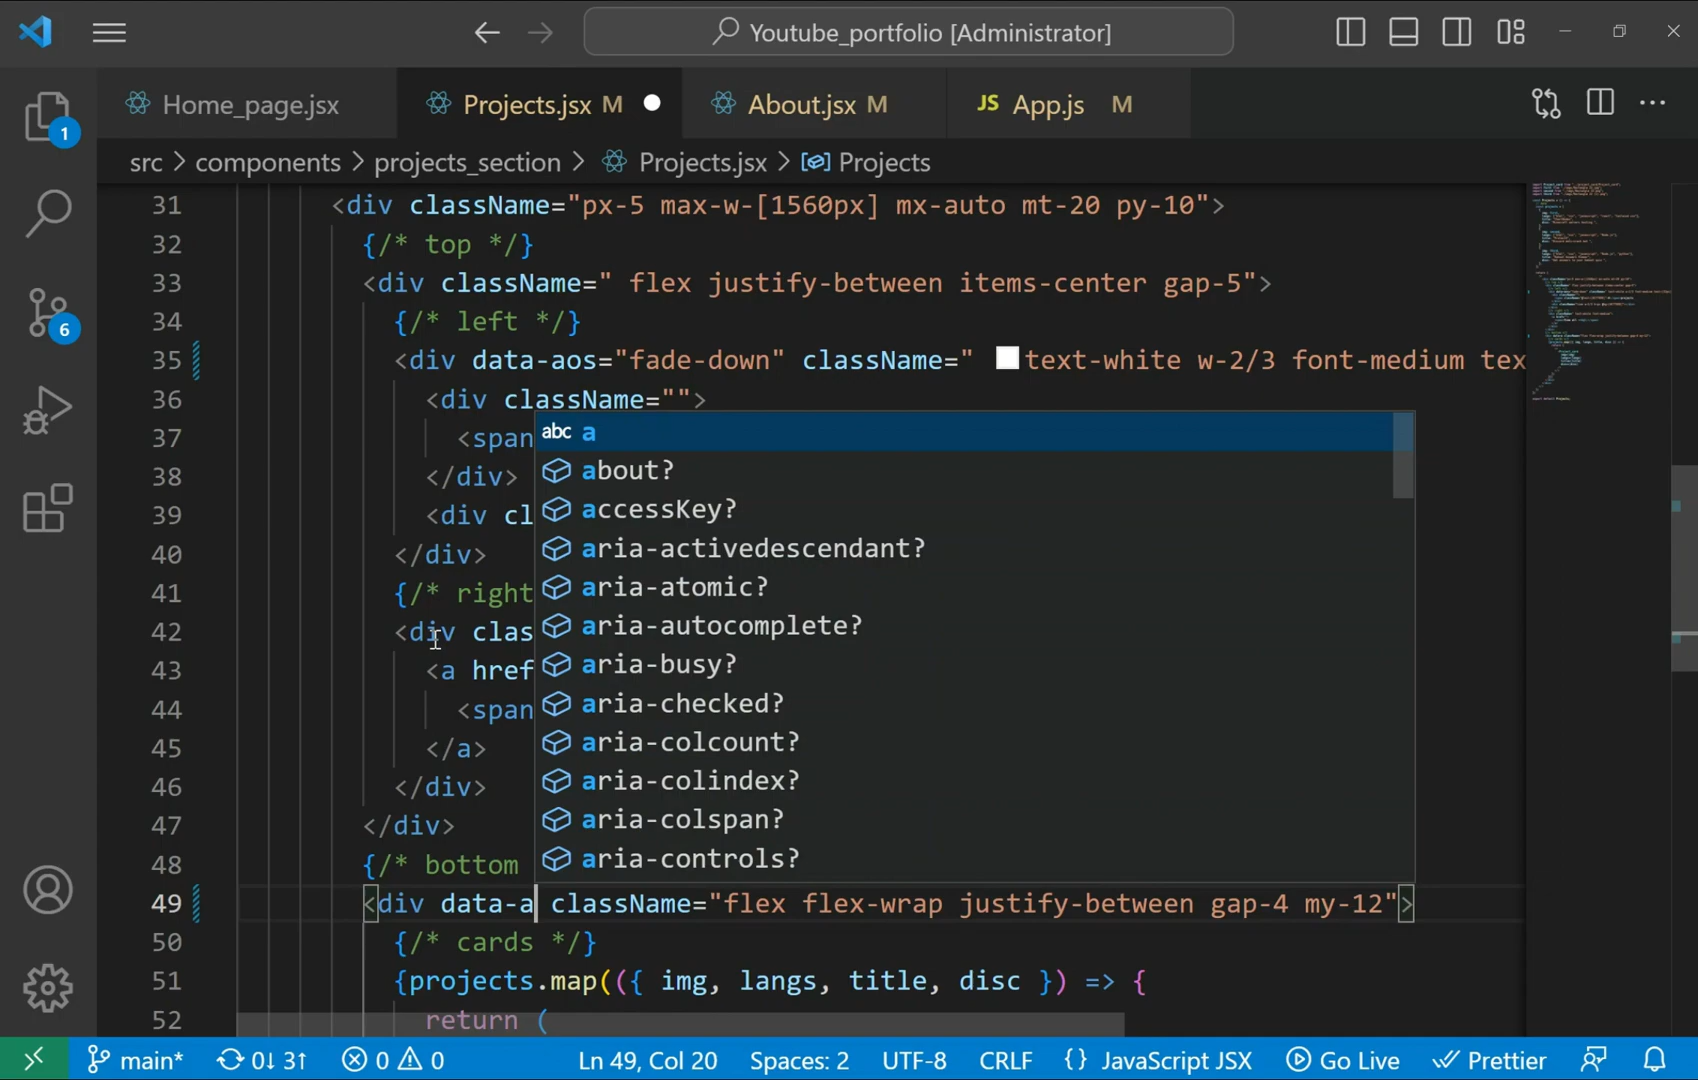 Youtube_portfolio [Administrator]
Home_page.jsx
Projects.jsx M
About.jsx M
JS App.js M
src > components > projects_section > Projects.jsx > Projects
1
6
31 <div className="px-5 max-w-[1560px] mx-auto mt-20 py-10">
32 {/* top */}
33 <div className=" flex justify-between items-center gap-5">
34 {/* left */}
35 <div data-aos="fade-down" className=" text-white w-2/3 font-medium tex
36 <div className="">
37 <span
38 </div>
39 <div cl
40 </div>
41 {/* right
42 <div clas
43 <a href
44 <span
45 </a>
46 </div>
47 </div>
48 {/* bottom
49 <div data-a className="flex flex-wrap justify-between gap-4 my-12">
50 {/* cards */}
51 {projects.map(({ img, langs, title, disc }) => {
52 return (
abc a
about?
accessKey?
aria-activedescendant?
aria-atomic?
aria-autocomplete?
aria-busy?
aria-checked?
aria-colcount?
aria-colindex?
aria-colspan?
aria-controls?
main* 0↓ 3↑ 0 0 Ln 49, Col 20 Spaces: 2 UTF-8 CRLF {} JavaScript JSX Go Live Prettier